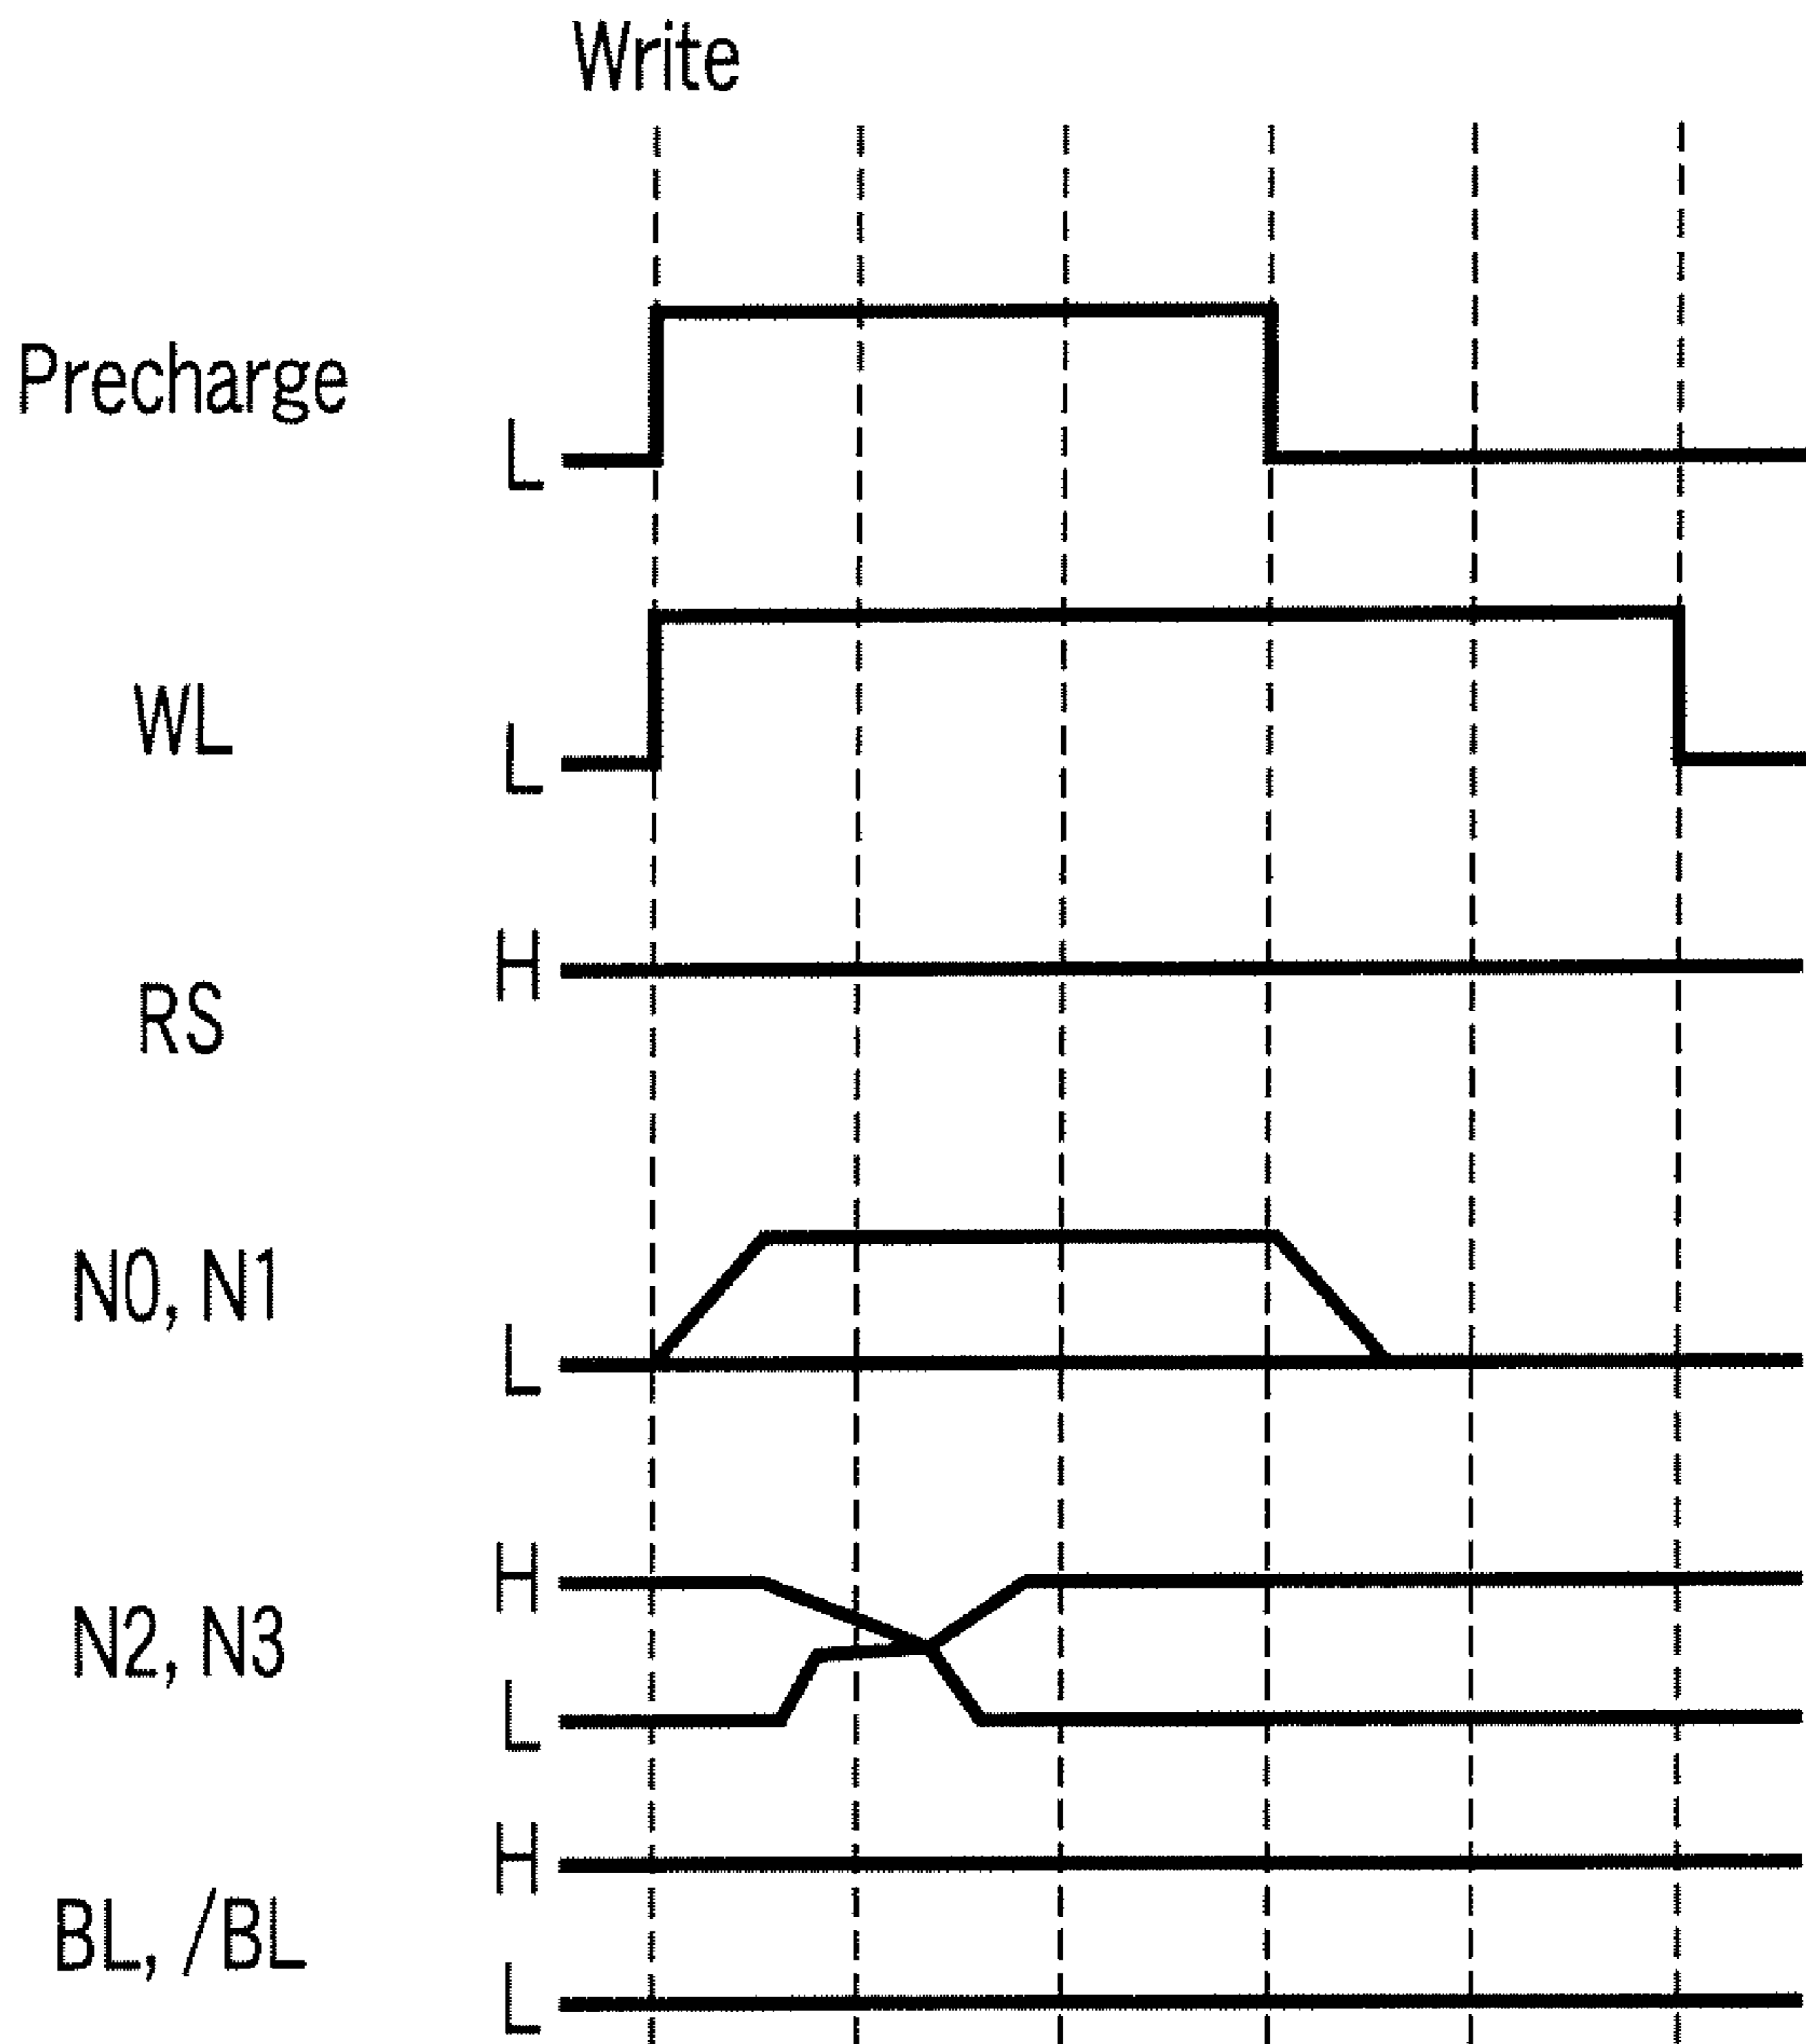 Write
Precharge
L
WL
L
H
RS
N0, N1
L
H
N2, N3
L
H
BL, /BL
L